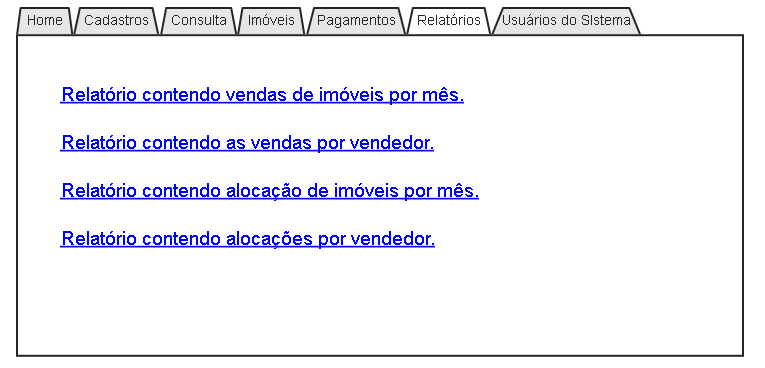 Home Cadastros Consulta Imóveis Pagamentos Relatórios Usuários do SIstema
Relatório contendo vendas de imóveis por mês.
Relatório contendo as vendas por vendedor.
Relatório contendo alocação de imóveis por mês.
Relatório contendo alocações por vendedor.